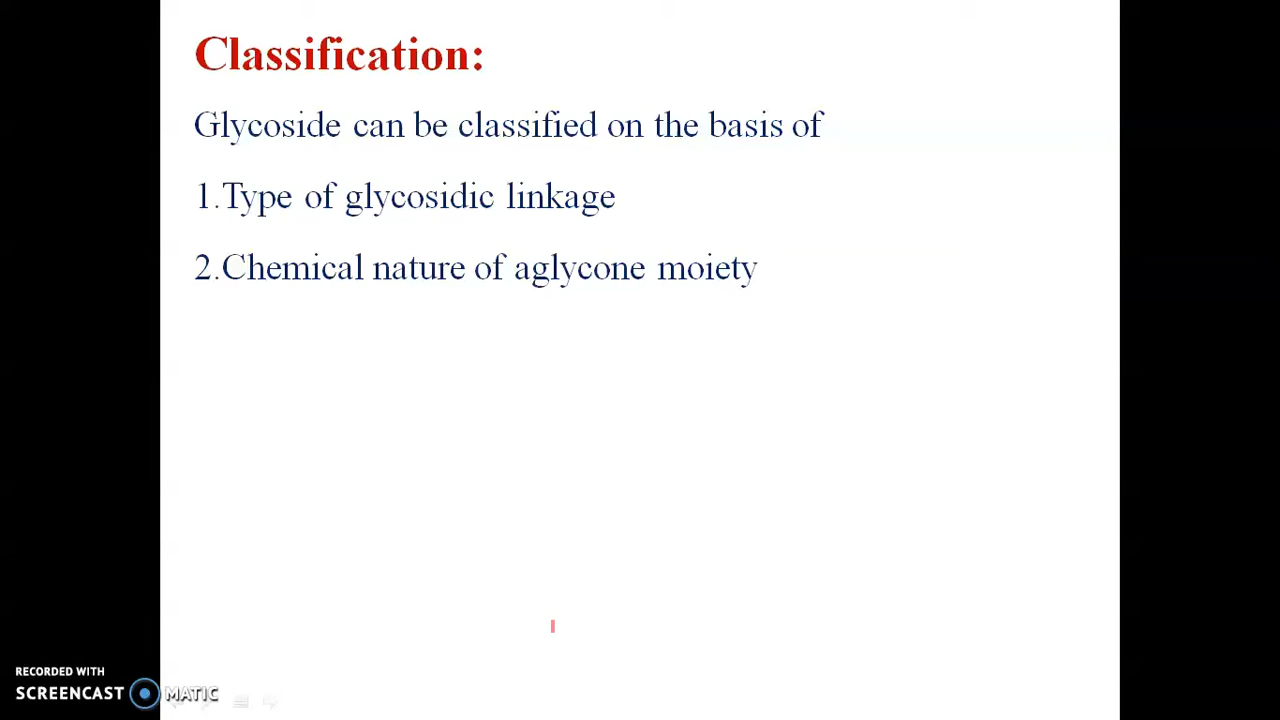 Classification:
Glycoside can be classified on the basis of
1.Type of glycosidic linkage
2.Chemical nature of aglycone moiety
RECORDED WITH
SCREENCAST MATIC